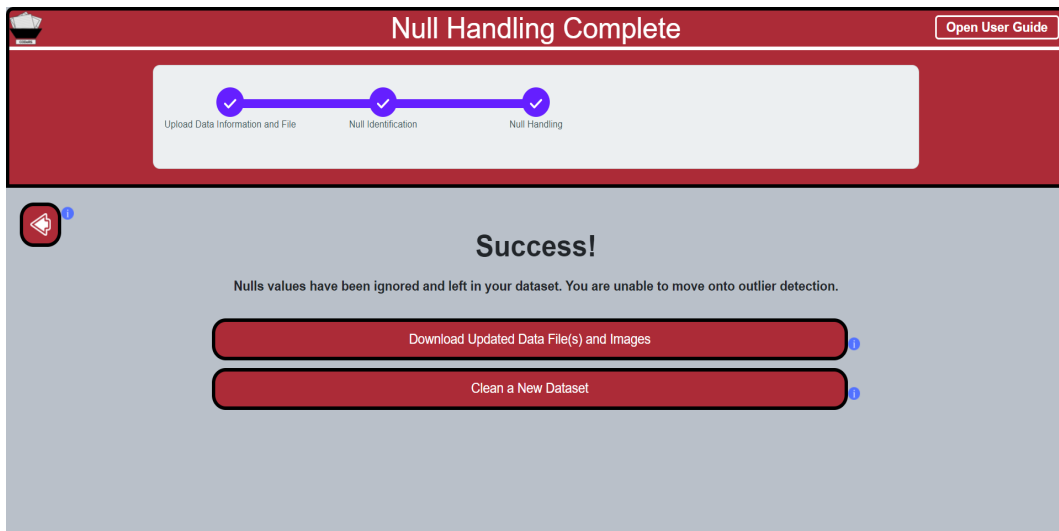 Null Handling Complete
Open User Guide
Upload Data Information and File
Null Identification
Null Handling
Success!
Nulls values have been ignored and left in your dataset. You are unable to move onto outlier detection.
Download Updated Data File(s) and Images
i
Clean a New Dataset
i